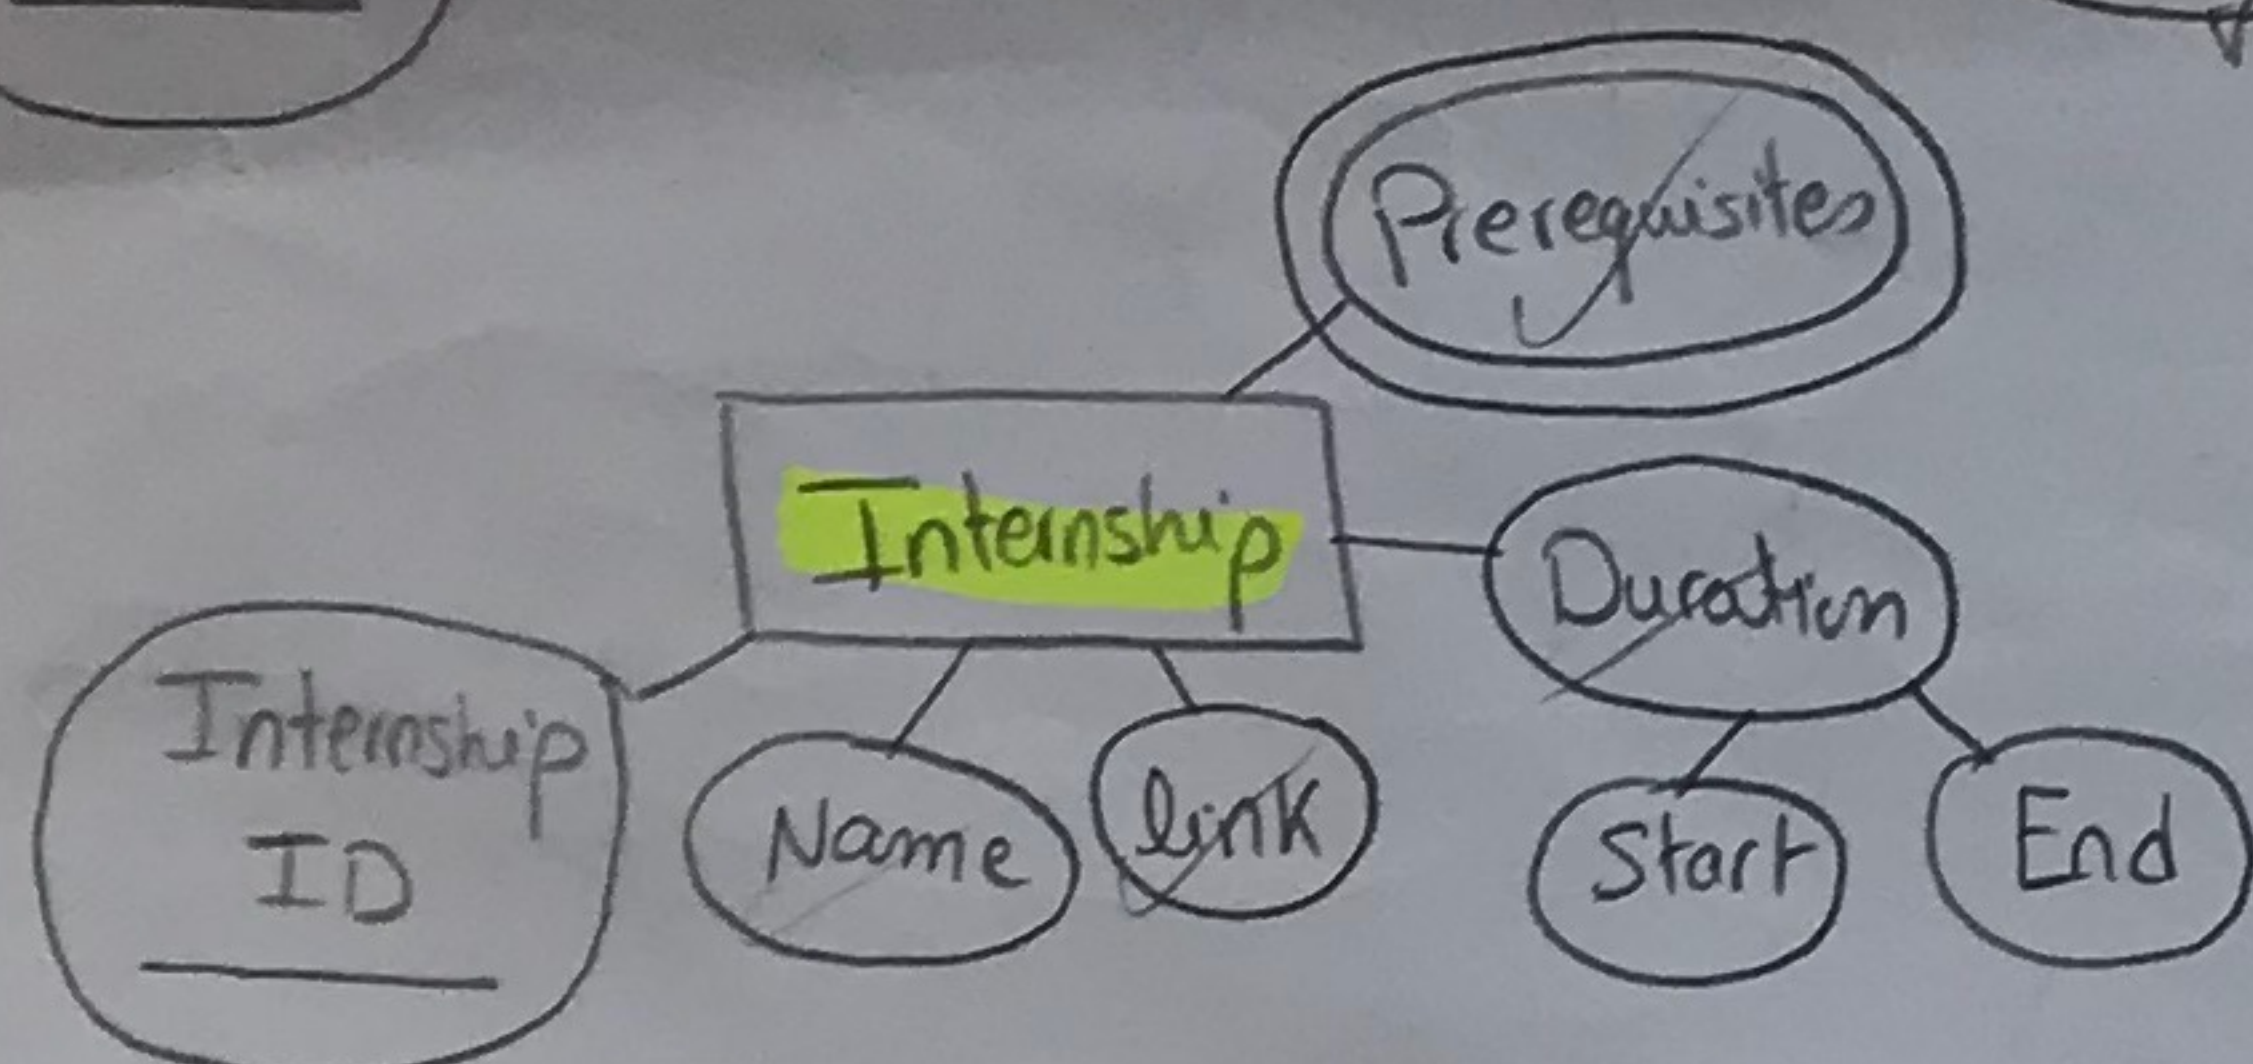 Prerequisites
Internship
Duration
Internship
ID
Name
link
Start
End